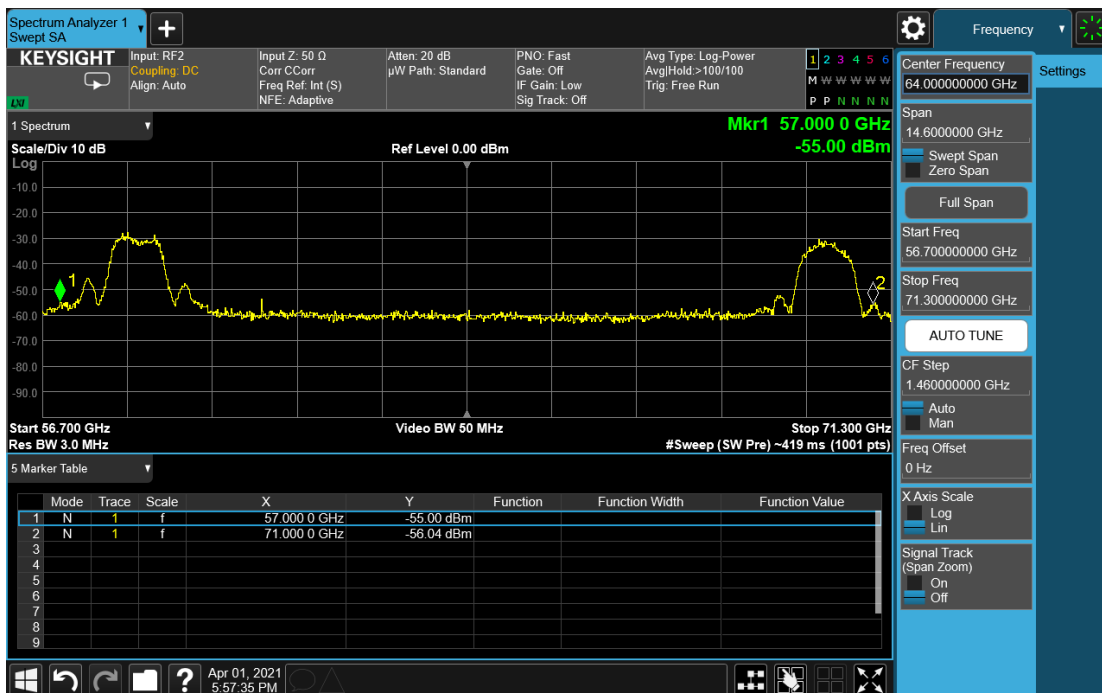 Spectrum Analyzer 1
Swept SA
+
Frequency
KEYSIGHT
LXI
Input: RF2
Coupling: DC
Align: Auto
Input Z: 50 Ω
Corr CCorr
Freq Ref: Int (S)
NFE: Adaptive
Atten: 20 dB
µW Path: Standard
PNO: Fast
Gate: Off
IF Gain: Low
Sig Track: Off
Avg Type: Log-Power
Avg|Hold:>100/100
Trig: Free Run
1 2 3 4 5 6
M W W W W W
P P N N N N
1 Spectrum
Scale/Div 10 dB
Ref Level 0.00 dBm
Mkr1 57.000 0 GHz
-55.00 dBm
Log
-10.0
-20.0
-30.0
-40.0
-50.0
-60.0
-70.0
-80.0
-90.0
1
2
Start 56.700 GHz
Res BW 3.0 MHz
Video BW 50 MHz
Stop 71.300 GHz
#Sweep (SW Pre) ~419 ms (1001 pts)
5 Marker Table
Mode Trace Scale X Y Function Function Width Function Value
1 N 1 f 57.000 0 GHz -55.00 dBm
2 N 1 f 71.000 0 GHz -56.04 dBm
3
4
5
6
7
8
9
Center Frequency
64.000000000 GHz
Settings
Span
14.6000000 GHz
Swept Span
Zero Span
Full Span
Start Freq
56.700000000 GHz
Stop Freq
71.300000000 GHz
AUTO TUNE
CF Step
1.460000000 GHz
Auto
Man
Freq Offset
0 Hz
X Axis Scale
Log
Lin
Signal Track
(Span Zoom)
On
Off
?
Apr 01, 2021
5:57:35 PM